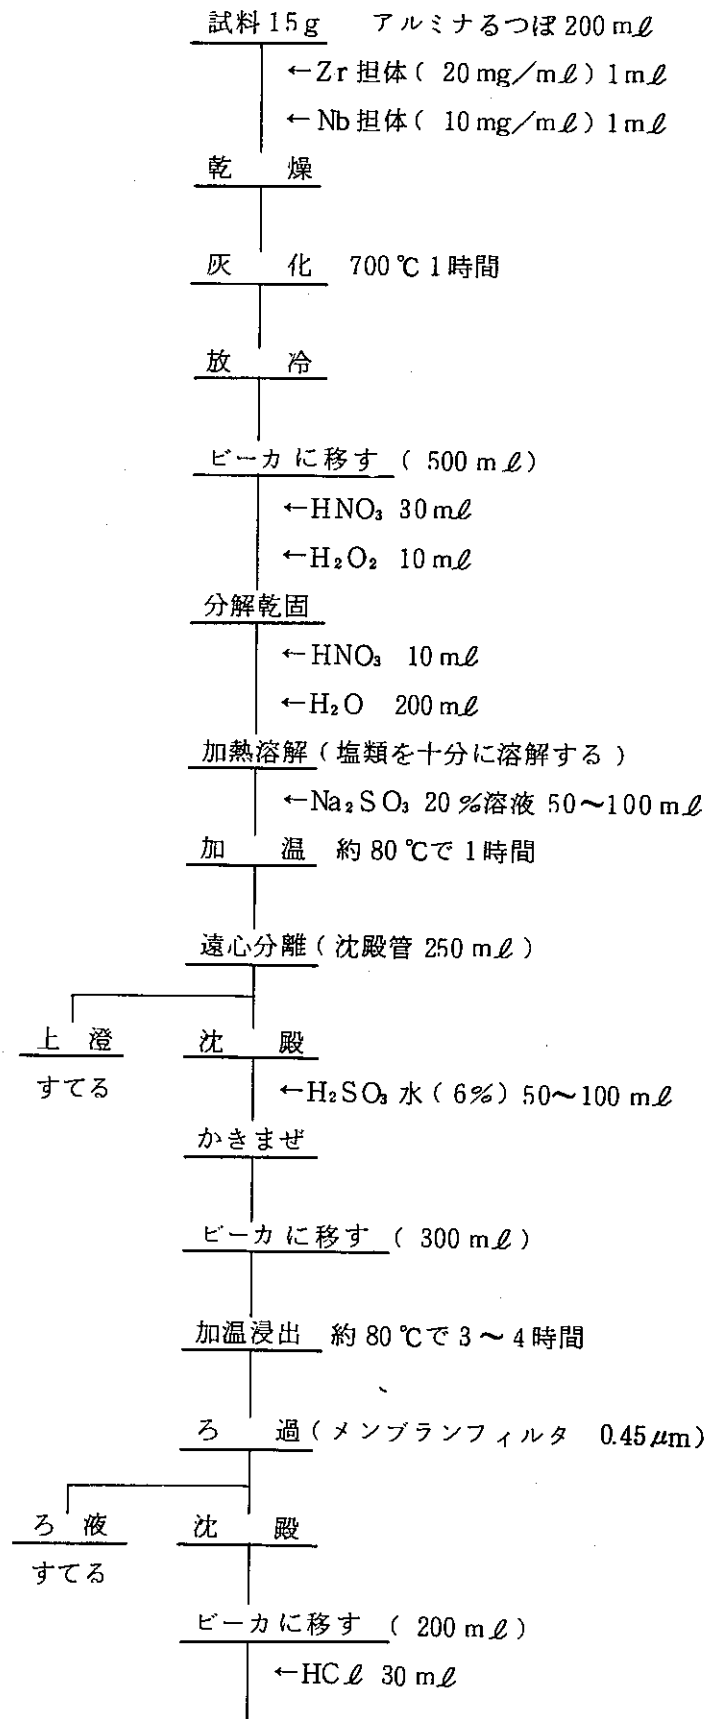 試料 15g　アルミナるつぼ 200 mℓ
←Zr 担体 ( 20 mg/mℓ ) 1 mℓ
←Nb 担体 ( 10 mg/mℓ ) 1 mℓ
乾　燥
灰　化　700 ℃ 1 時間
放　冷
ビーカに移す ( 500 mℓ )
←HNO₃ 30 mℓ
←H₂O₂ 10 mℓ
分解乾固
←HNO₃ 10 mℓ
←H₂O 200 mℓ
加熱溶解 ( 塩類を十分に溶解する )
←Na₂SO₃ 20 %溶液 50～100 mℓ
加　温　約 80 ℃で 1 時間
遠心分離 ( 沈殿管 250 mℓ )
上　澄　沈　殿
すてる
←H₂SO₃ 水 ( 6% ) 50～100 mℓ
かきまぜ
ビーカに移す ( 300 mℓ )
加温浸出　約 80 ℃で 3 ～ 4 時間
ろ　過 ( メンブランフィルタ 0.45 μm )
ろ 液　沈　殿
すてる
ビーカに移す ( 200 mℓ )
←HCℓ 30 mℓ